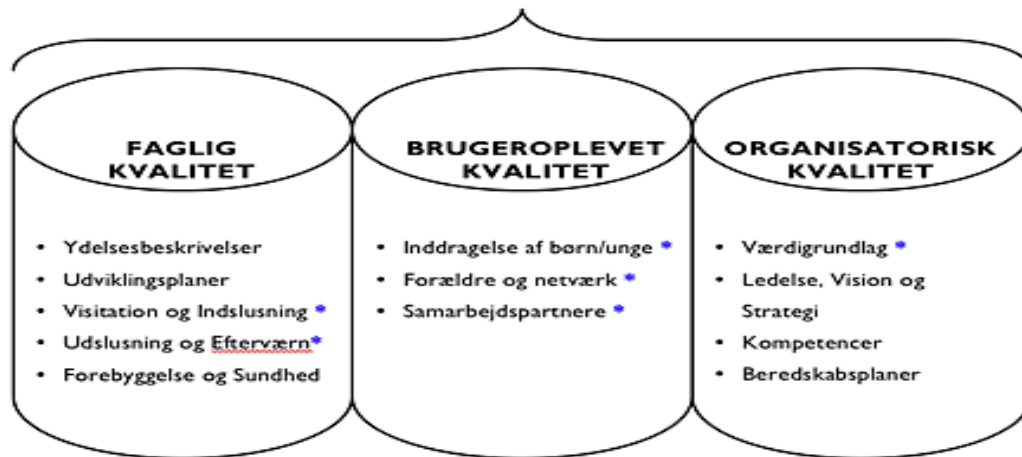 FAGLIG
KVALITET
• Ydelsesbeskrivelser
• Udviklingsplaner
• Visitation og Indslusning *
• Udslusning og Efterværn*
• Forebyggelse og Sundhed
BRUGEROPLEVET
KVALITET
• Inddragelse af børn/unge *
• Forældre og netværk *
• Samarbejdspartnere *
ORGANISATORISK
KVALITET
• Værdigrundlag *
• Ledelse, Vision og
Strategi
• Kompetencer
• Beredskabsplaner